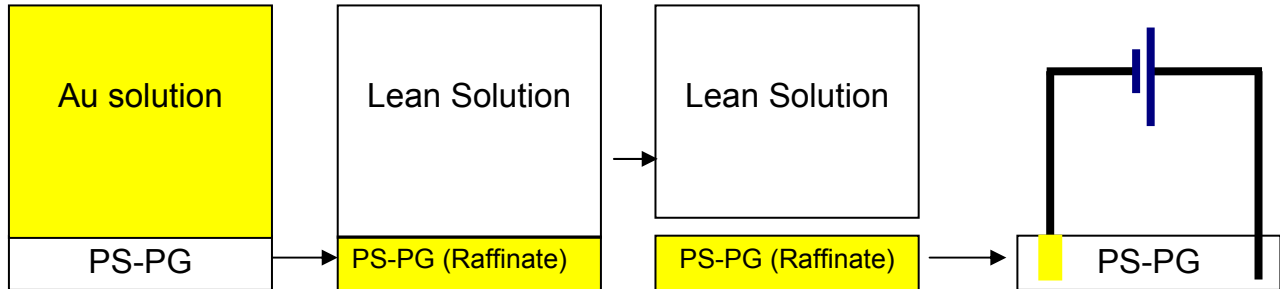 Au solution
PS-PG
Lean Solution
PS-PG (Raffinate)
Lean Solution
PS-PG (Raffinate)
PS-PG